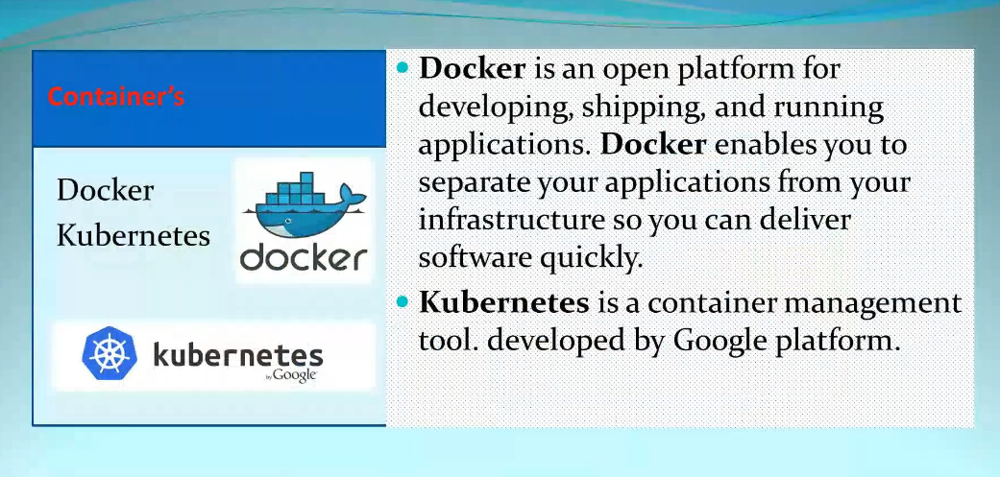 Container's
Docker
Kubernetes
docker
kubernetes
by Google
Docker is an open platform for
developing, shipping, and running
applications. Docker enables you to
separate your applications from your
infrastructure so you can deliver
software quickly.
Kubernetes is a container management
tool. developed by Google platform.